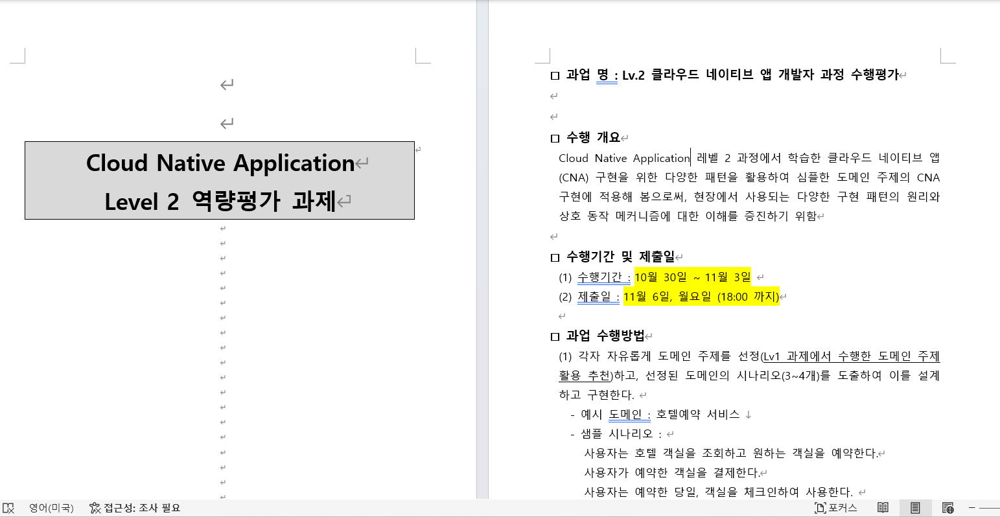 Cloud Native Application
Level 2 역량평가 과제
□ 과업 명 : Lv.2 클라우드 네이티브 앱 개발자 과정 수행평가
□ 수행 개요
Cloud Native Application 레벨 2 과정에서 학습한 클라우드 네이티브 앱
(CNA) 구현을 위한 다양한 패턴을 활용하여 심플한 도메인 주제의 CNA
구현에 적용해 봄으로써, 현장에서 사용되는 다양한 구현 패턴의 원리와
상호 동작 메커니즘에 대한 이해를 증진하기 위함
□ 수행기간 및 제출일
(1) 수행기간 : 10월 30일 ~ 11월 3일
(2) 제출일 : 11월 6일, 월요일 (18:00 까지)
□ 과업 수행방법
(1) 각자 자유롭게 도메인 주제를 선정(Lv1 과제에서 수행한 도메인 주제
활용 추천)하고, 선정된 도메인의 시나리오(3~4개)를 도출하여 이를 설계
하고 구현한다.
- 예시 도메인 : 호텔예약 서비스
- 샘플 시나리오 :
사용자는 호텔 객실을 조회하고 원하는 객실을 예약한다.
사용자가 예약한 객실을 결제한다.
사용자는 예약한 당일, 객실을 체크인하여 사용한다.
영어(미국) 접근성: 조사 필요 포커스